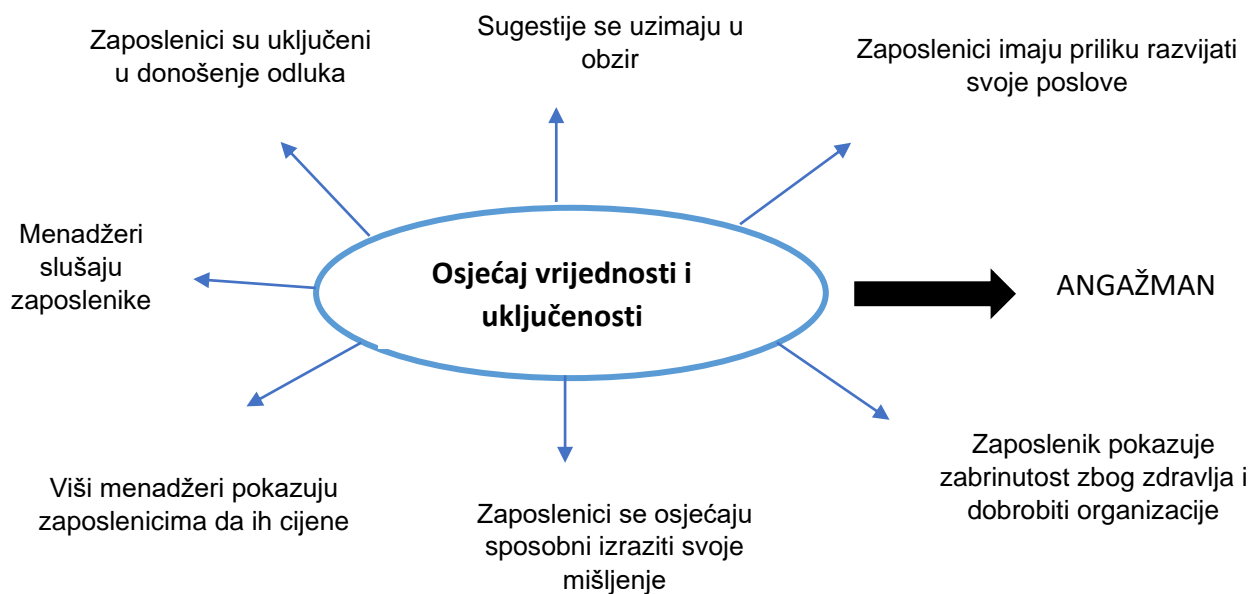 Zaposlenici su uključeni
u donošenje odluka
Sugestije se uzimaju u
obzir
Zaposlenici imaju priliku razvijati
svoje poslove
Menadžeri
slušaju
zaposlenike
Osjećaj vrijednosti i
uključenosti
ANGAŽMAN
Viši menadžeri pokazuju
zaposlenicima da ih cijene
Zaposlenici se osjećaju
sposobni izraziti svoje
mišljenje
Zaposlenik pokazuje
zabrinutost zbog zdravlja i
dobrobiti organizacije